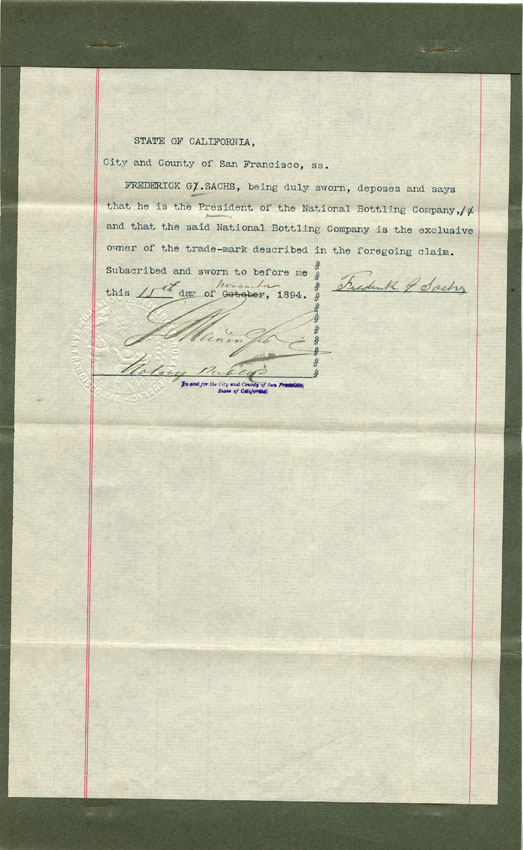 STATE OF CALIFORNIA,
City and County of San Francisco, ss.
FREDERICK G. SACHS, being duly sworn, deposes and says
that he is the President of the National Bottling Company,
and that the said National Bottling Company is the exclusive
owner of the trade-mark described in the foregoing claim.
Subscribed and sworn to before me
November
this 15th day of October, 1894.
Frederick G Sachs
Notary Public
In and for the City and County of San Francisco,
State of California.